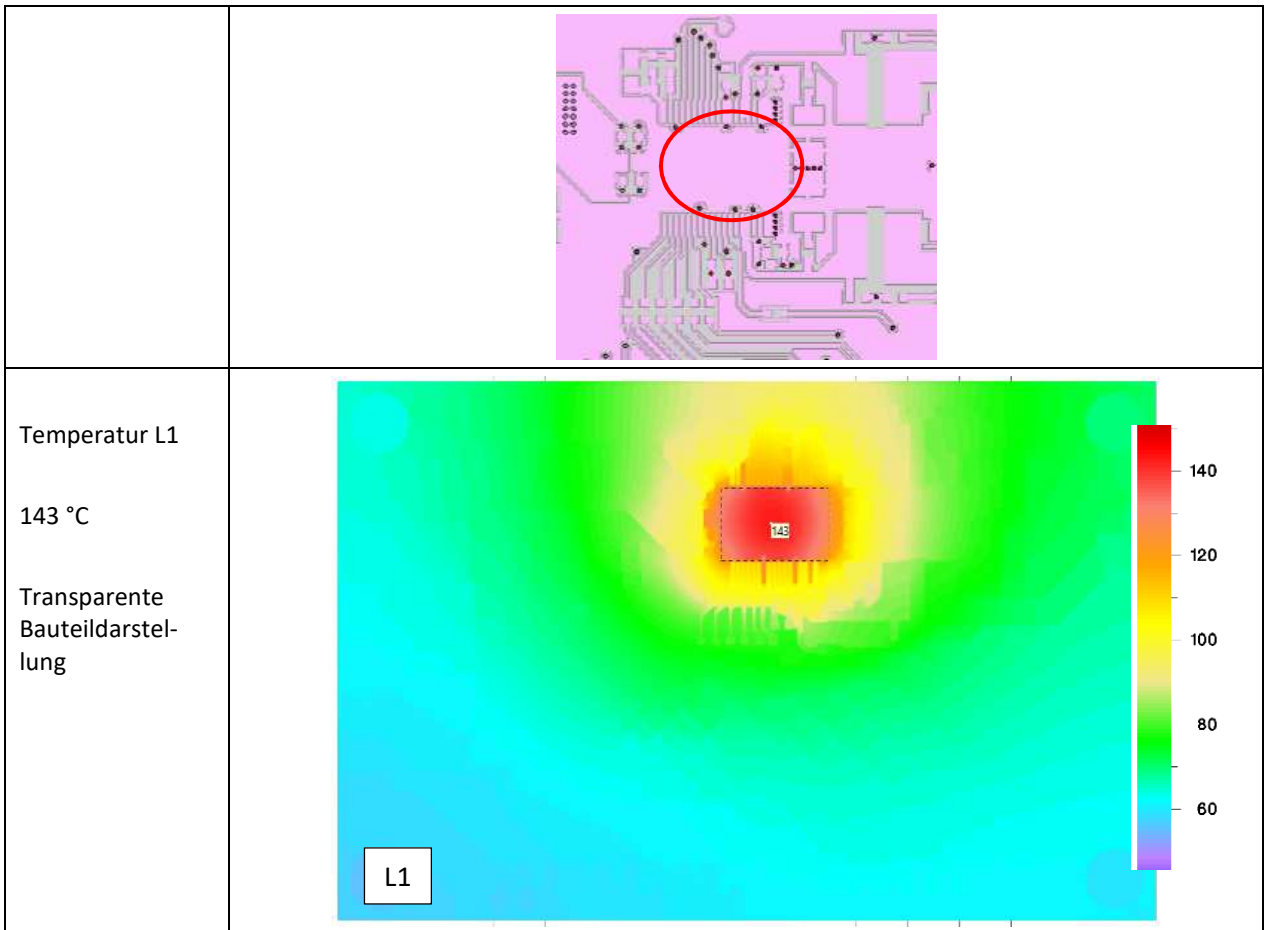 Temperatur L1
143 °C
Transparente
Bauteildarstel-
lung
143
L1
140
120
100
80
60